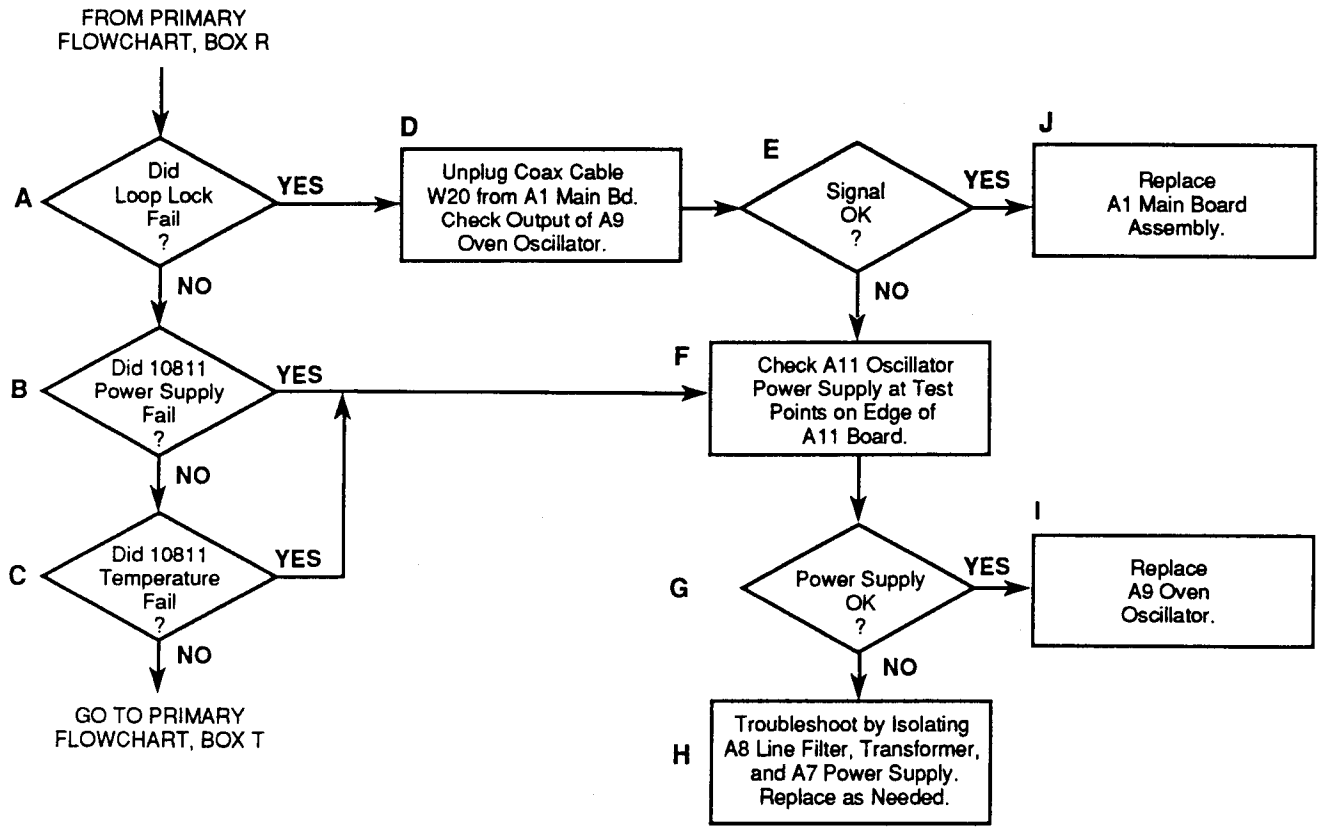 FROM PRIMARY
FLOWCHART, BOX R
A
Did
Loop Lock
Fail
?
YES
NO
D
Unplug Coax Cable
W20 from A1 Main Bd.
Check Output of A9
Oven Oscillator.
E
Signal
OK
?
YES
NO
J
Replace
A1 Main Board
Assembly.
B
Did 10811
Power Supply
Fail
?
YES
NO
F
Check A11 Oscillator
Power Supply at Test
Points on Edge of
A11 Board.
C
Did 10811
Temperature
Fail
?
YES
NO
G
Power Supply
OK
?
YES
NO
I
Replace
A9 Oven
Oscillator.
GO TO PRIMARY
FLOWCHART, BOX T
H
Troubleshoot by Isolating
A8 Line Filter, Transformer,
and A7 Power Supply.
Replace as Needed.